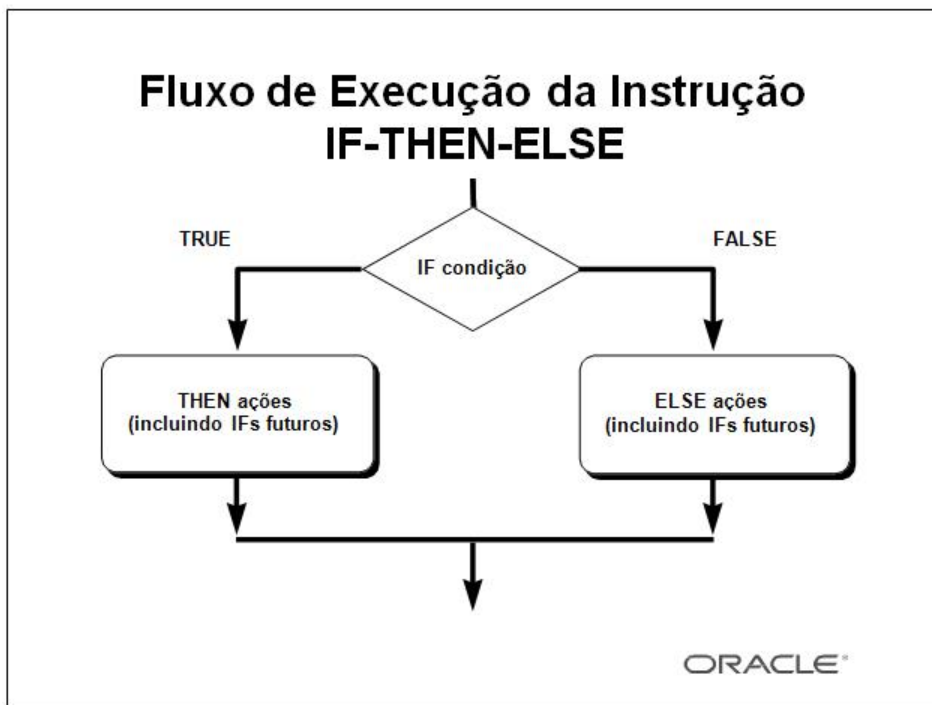 Fluxo de Execução da Instrução
IF-THEN-ELSE
TRUE
IF condição
FALSE
THEN ações
(incluindo IFs futuros)
ELSE ações
(incluindo IFs futuros)
ORACLE®